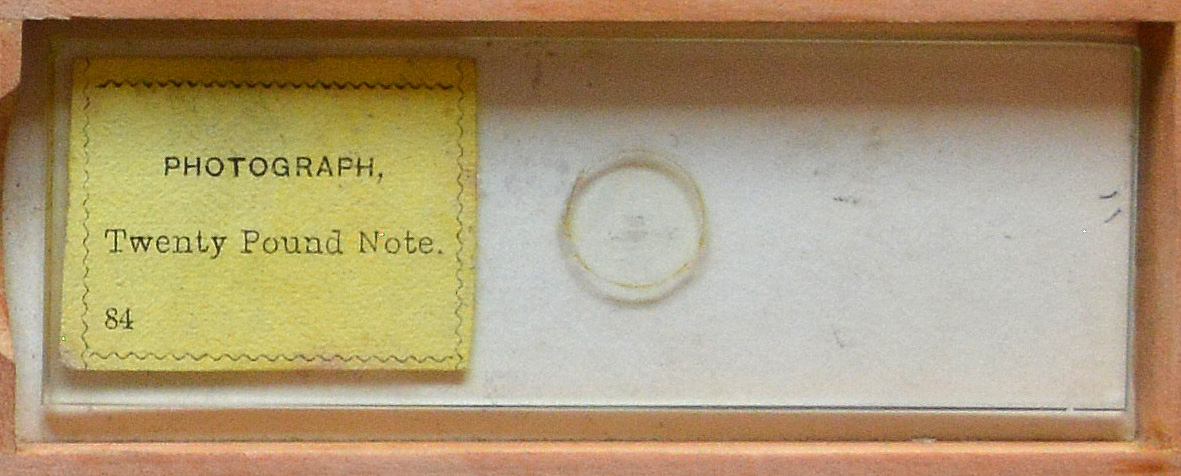 PHOTOGRAPH,
Twenty Pound Note.
84